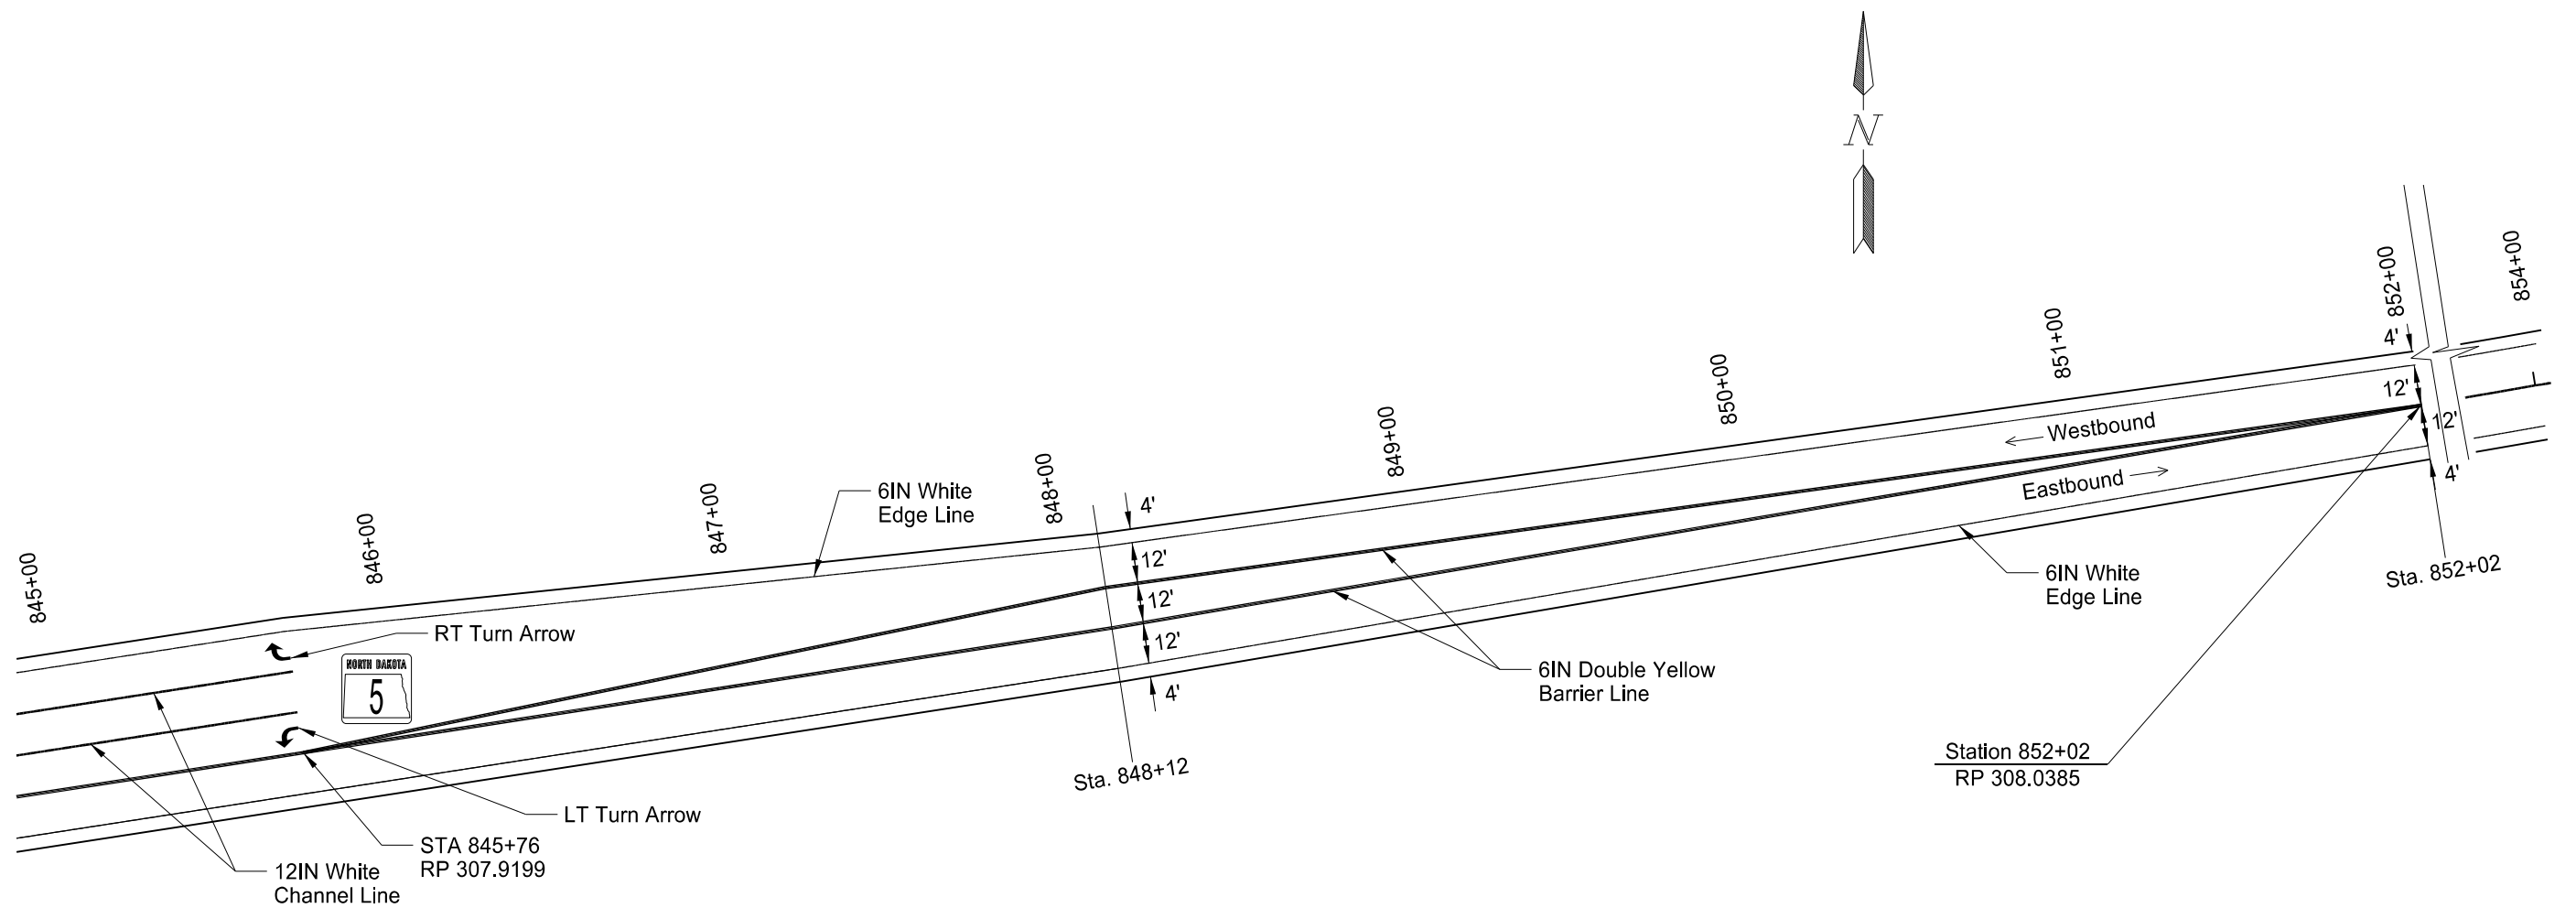 N
852+00
854+00
851+00
850+00
849+00
848+00
847+00
846+00
845+00
4'
12'
12'
4'
Westbound
Eastbound
6IN White
Edge Line
4'
12'
12'
12'
4'
6IN White
Edge Line
Sta. 852+02
RT Turn Arrow
NORTH DAKOTA
5
6IN Double Yellow
Barrier Line
Sta. 848+12
Station 852+02
RP 308.0385
LT Turn Arrow
STA 845+76
RP 307.9199
12IN White
Channel Line